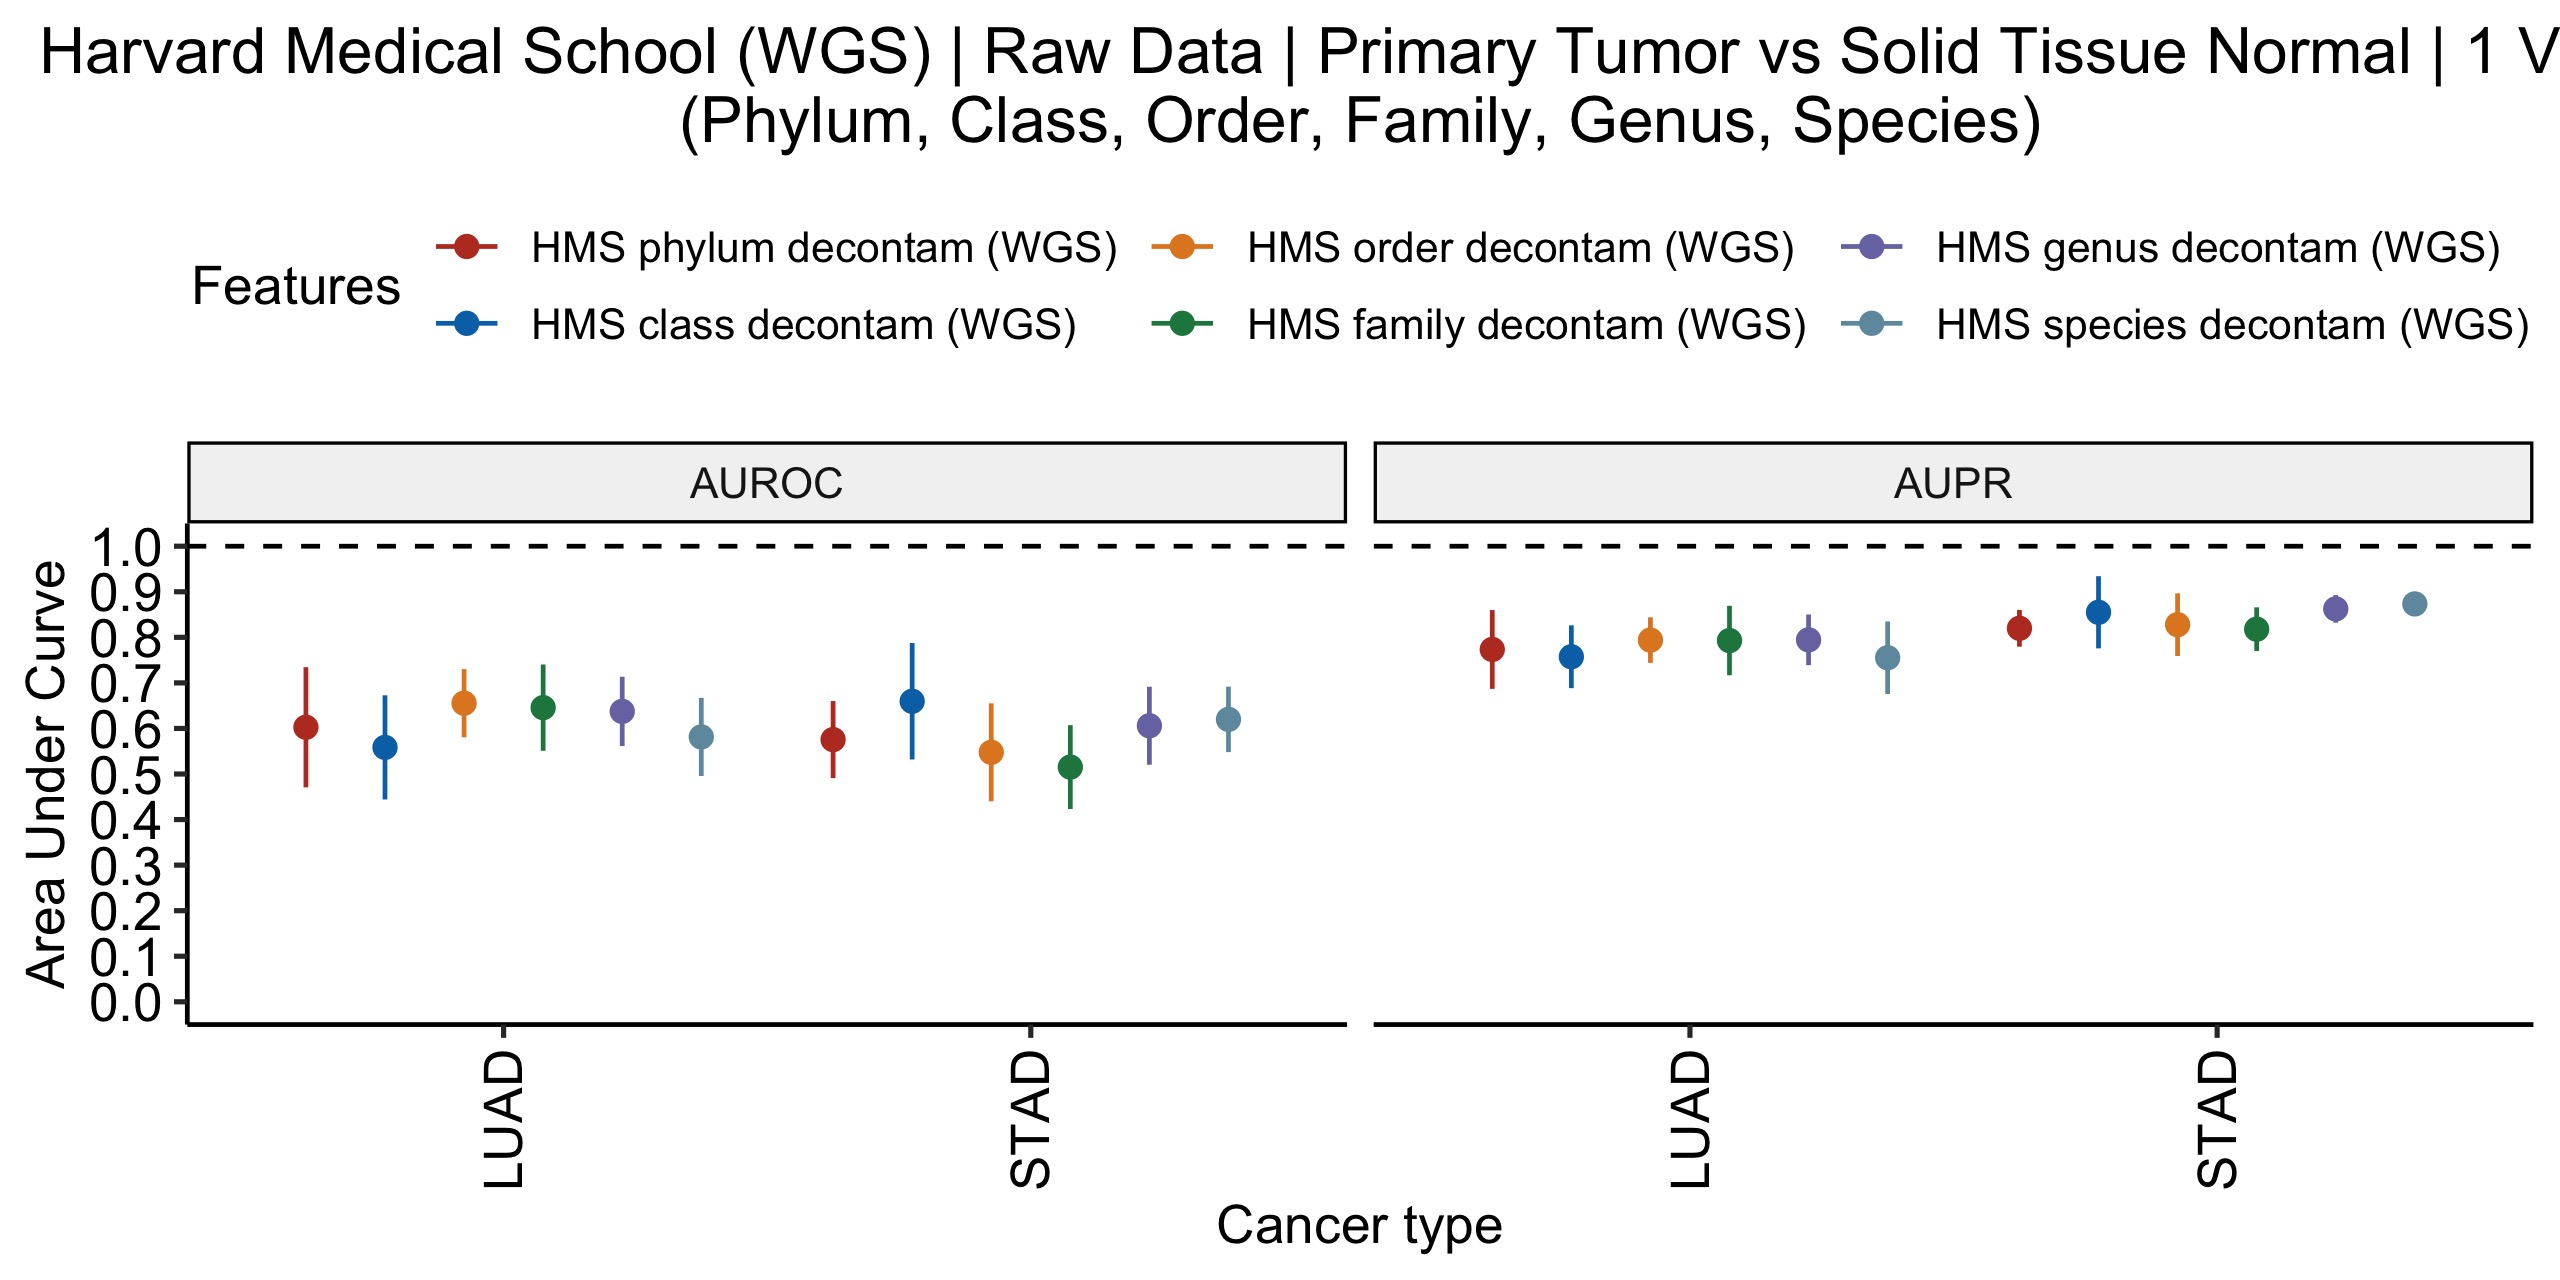 Harvard Medical School (WGS) | Raw Data | Primary Tumor vs Solid Tissue Normal | 1 V
(Phylum, Class, Order, Family, Genus, Species)
Features
HMS phylum decontam (WGS)
HMS order decontam (WGS)
HMS genus decontam (WGS)
HMS class decontam (WGS)
HMS family decontam (WGS)
HMS species decontam (WGS)
AUROC
AUPR
Area Under Curve
1.0
0.9
0.8
0.7
0.6
0.5
0.4
0.3
0.2
0.1
0.0
LUAD
STAD
LUAD
STAD
Cancer type